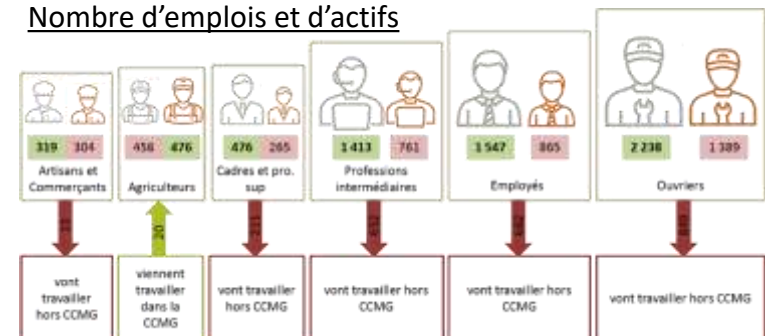 Nombre d'emplois et d'actifs
319 304
Artisans et
Commerçants
456 476
Agriculteurs
476 265
Cadres et pro.
sup
1 413 761
Professions
intermédiaires
1 547 865
Employés
2 238 1 389
Ouvriers
20
vont
travailler
hors CCMG
viennent
travailler
dans la
CCMG
vont travailler
hors CCMG
vont travailler hors
CCMG
vont travailler hors
CCMG
vont travailler hors CCMG